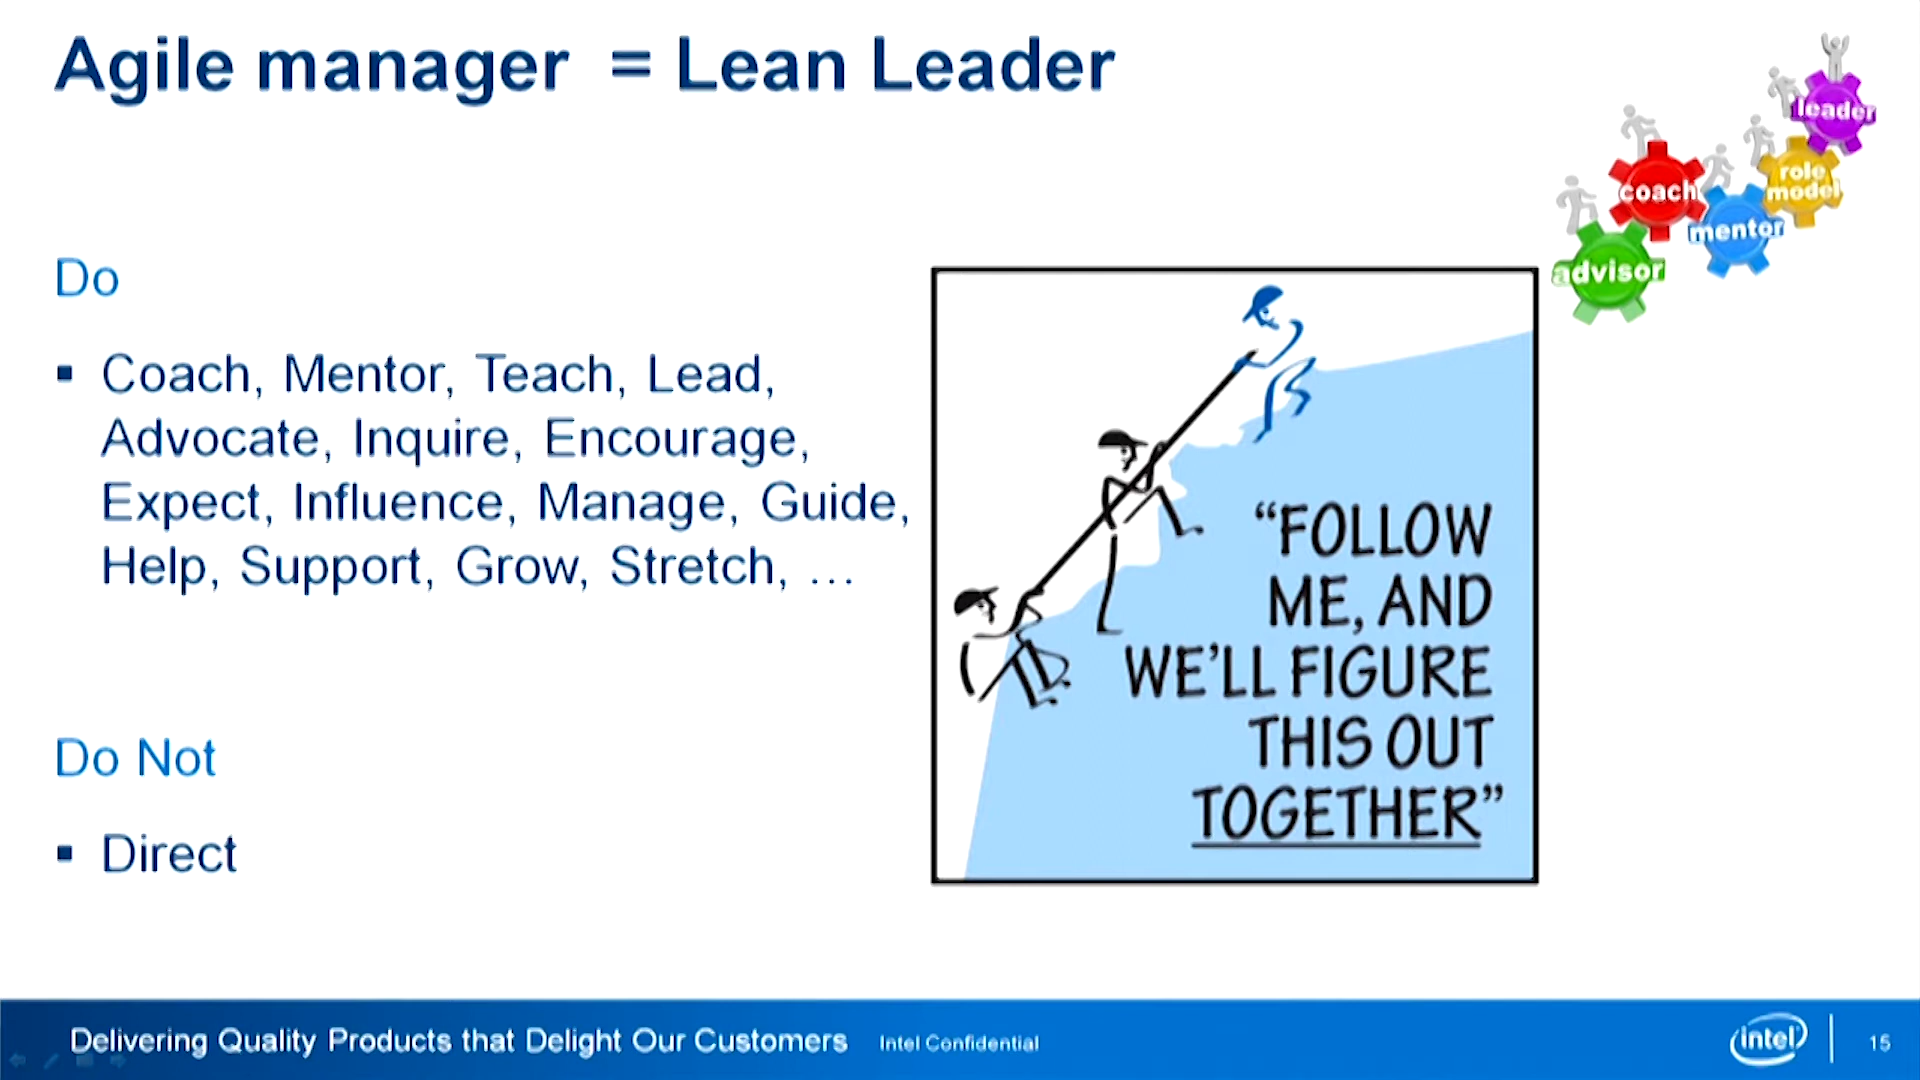 Agile manager = Lean Leader
leader
role
model
coach
mentor
advisor
Do
▪ Coach, Mentor, Teach, Lead,
Advocate, Inquire, Encourage,
Expect, Influence, Manage, Guide,
Help, Support, Grow, Stretch, …
“FOLLOW
ME, AND
WE’LL FIGURE
THIS OUT
TOGETHER”
Do Not
▪ Direct
Delivering Quality Products that Delight Our Customers Intel Confidential
intel 15